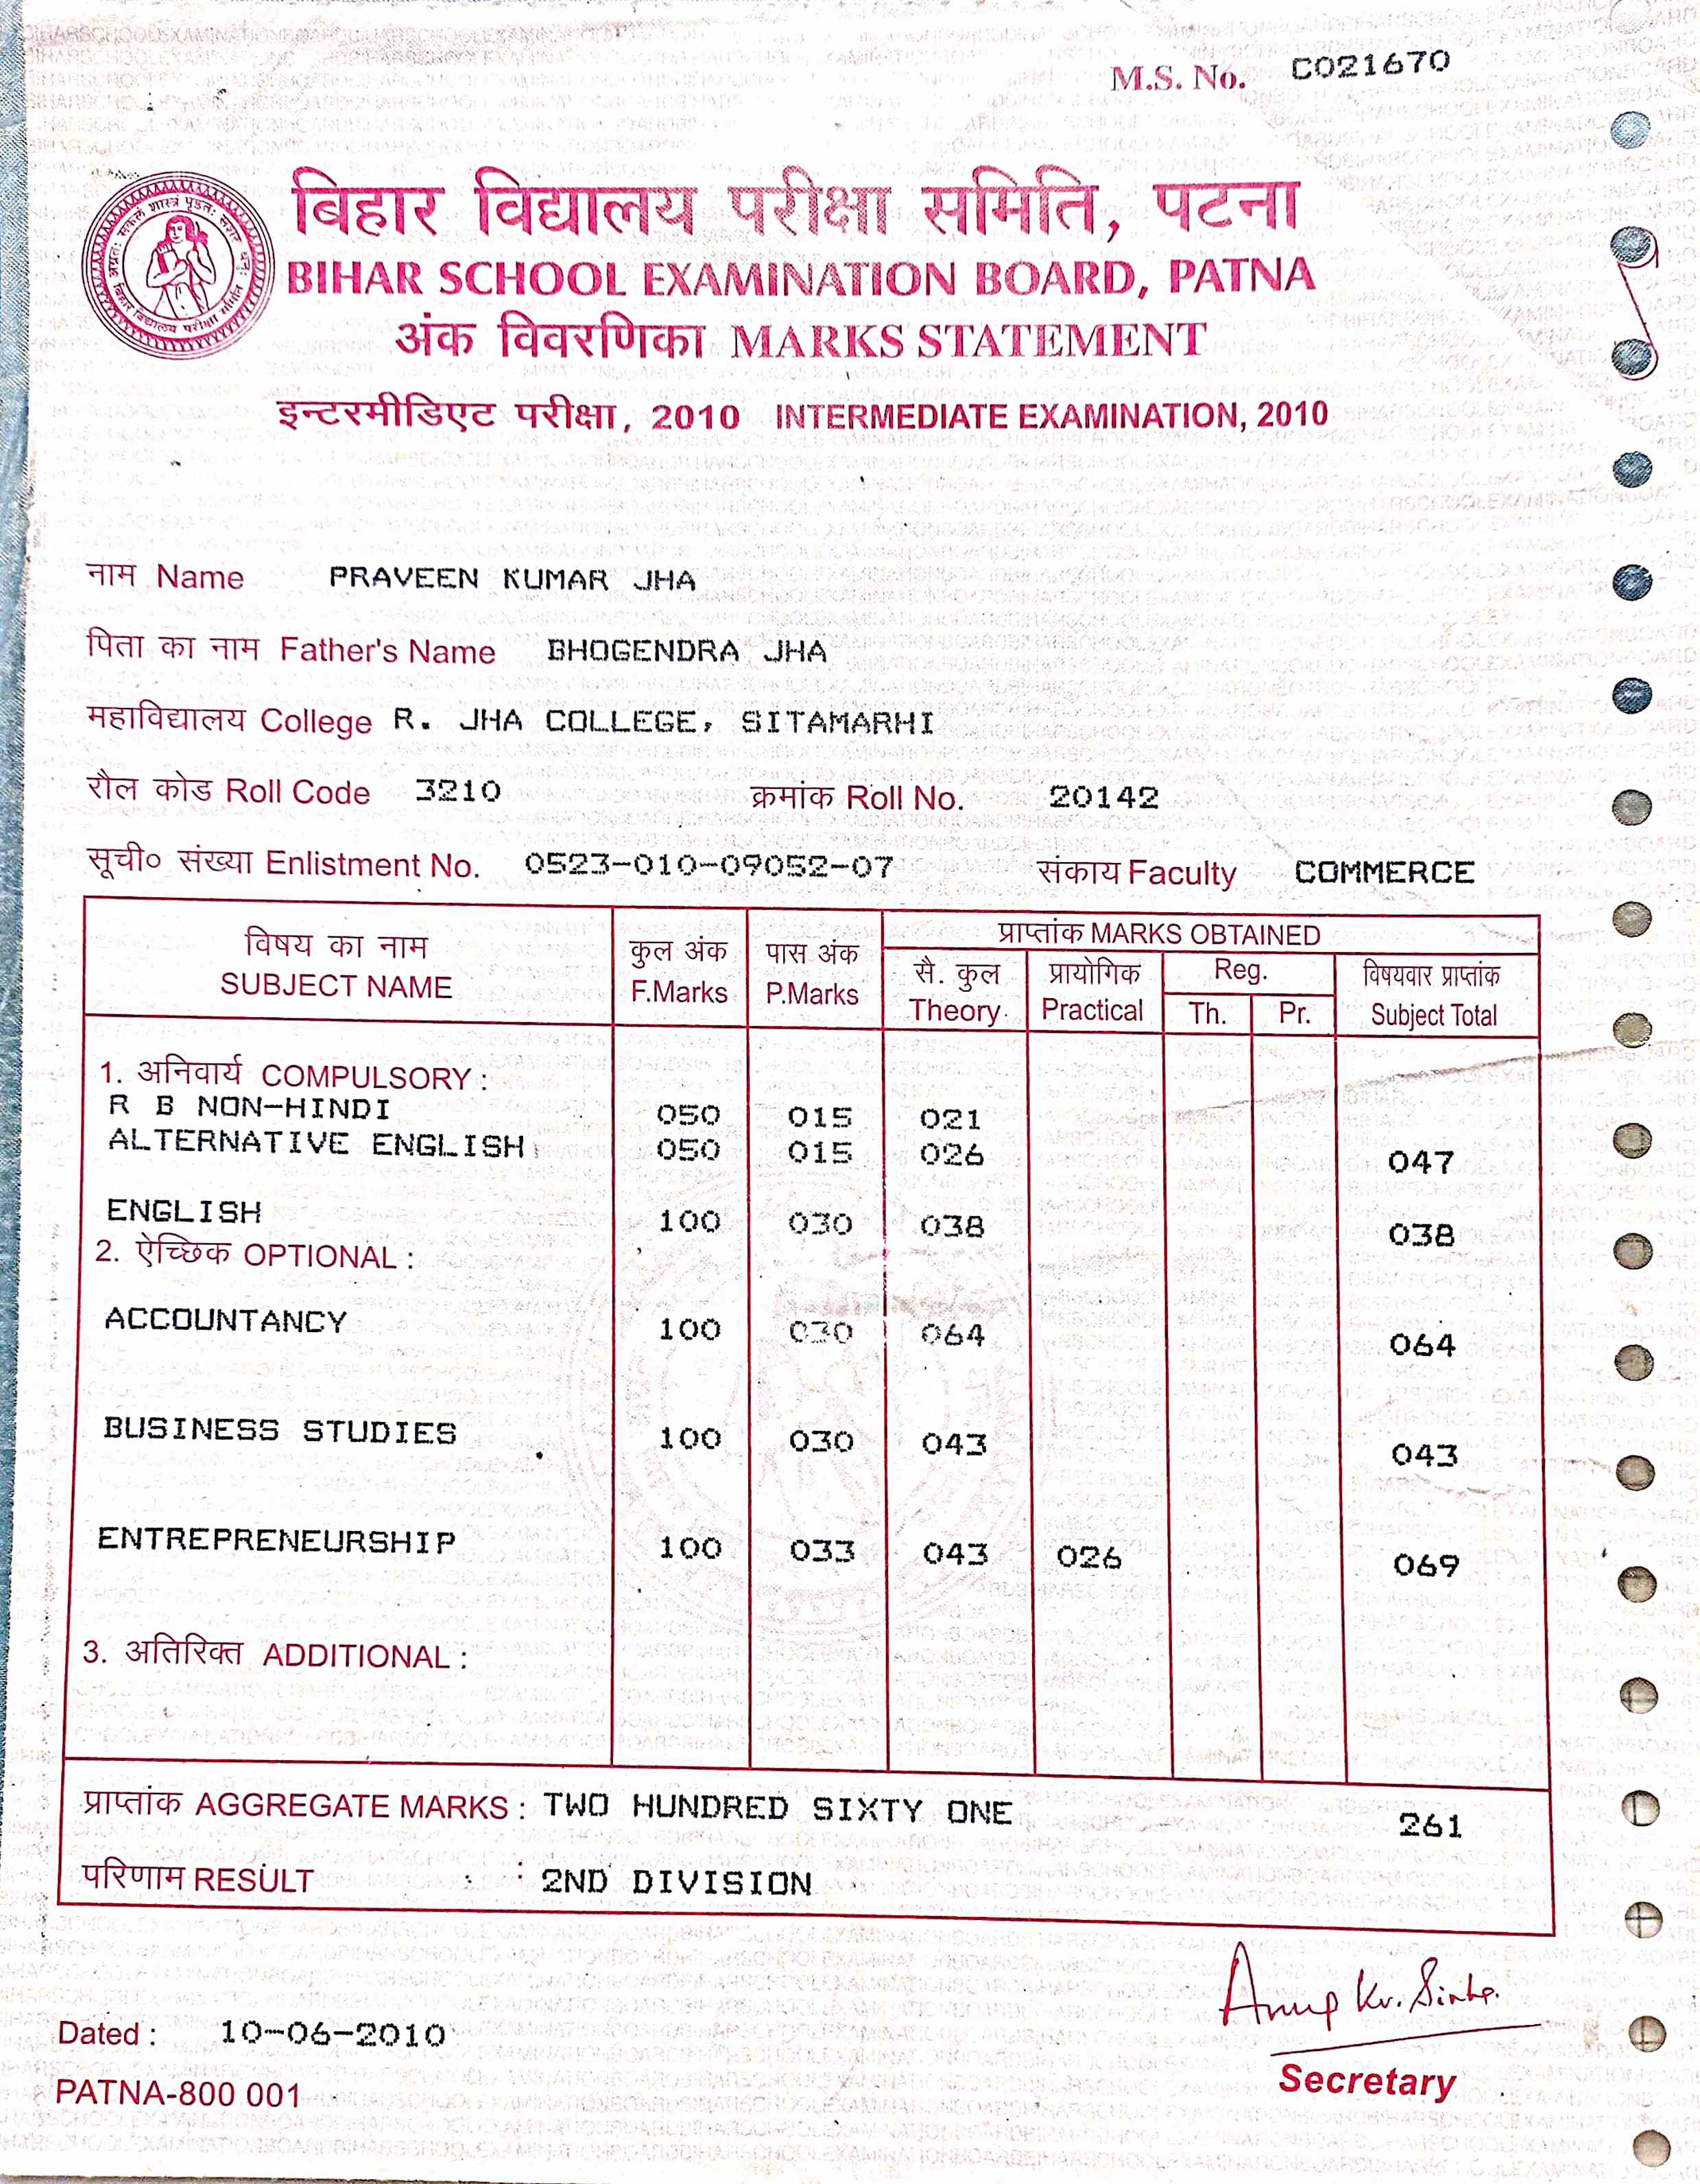 M.S. No. C021670
बिहार विद्यालय परीक्षा समिति, पटना
BIHAR SCHOOL EXAMINATION BOARD, PATNA
अंक विवरणिका MARKS STATEMENT
इन्टरमीडिएट परीक्षा, 2010 INTERMEDIATE EXAMINATION, 2010
नाम Name PRAVEEN KUMAR JHA
पिता का नाम Father's Name BHOGENDRA JHA
महाविद्यालय College R. JHA COLLEGE, SITAMARHI
रौल कोड Roll Code 3210 क्रमांक Roll No. 20142
सूची० संख्या Enlistment No. 0523-010-09052-07 संकाय Faculty COMMERCE
विषय का नाम कुल अंक पास अंक प्राप्तांक MARKS OBTAINED
SUBJECT NAME F.Marks P.Marks सै. कुल Theory प्रायोगिक Practical Reg. Th. Pr. विषयवार प्राप्तांक Subject Total
1. अनिवार्य COMPULSORY :
R B NON-HINDI 050 015 021
ALTERNATIVE ENGLISH 050 015 026 047
ENGLISH 100 030 038 038
2. ऐच्छिक OPTIONAL :
ACCOUNTANCY 100 030 064 064
BUSINESS STUDIES 100 030 043 043
ENTREPRENEURSHIP 100 033 043 026 069
3. अतिरिक्त ADDITIONAL :
प्राप्तांक AGGREGATE MARKS : TWO HUNDRED SIXTY ONE 261
परिणाम RESULT : 2ND DIVISION
Anup Kr. Sinha.
Dated : 10-06-2010
Secretary
PATNA-800 001